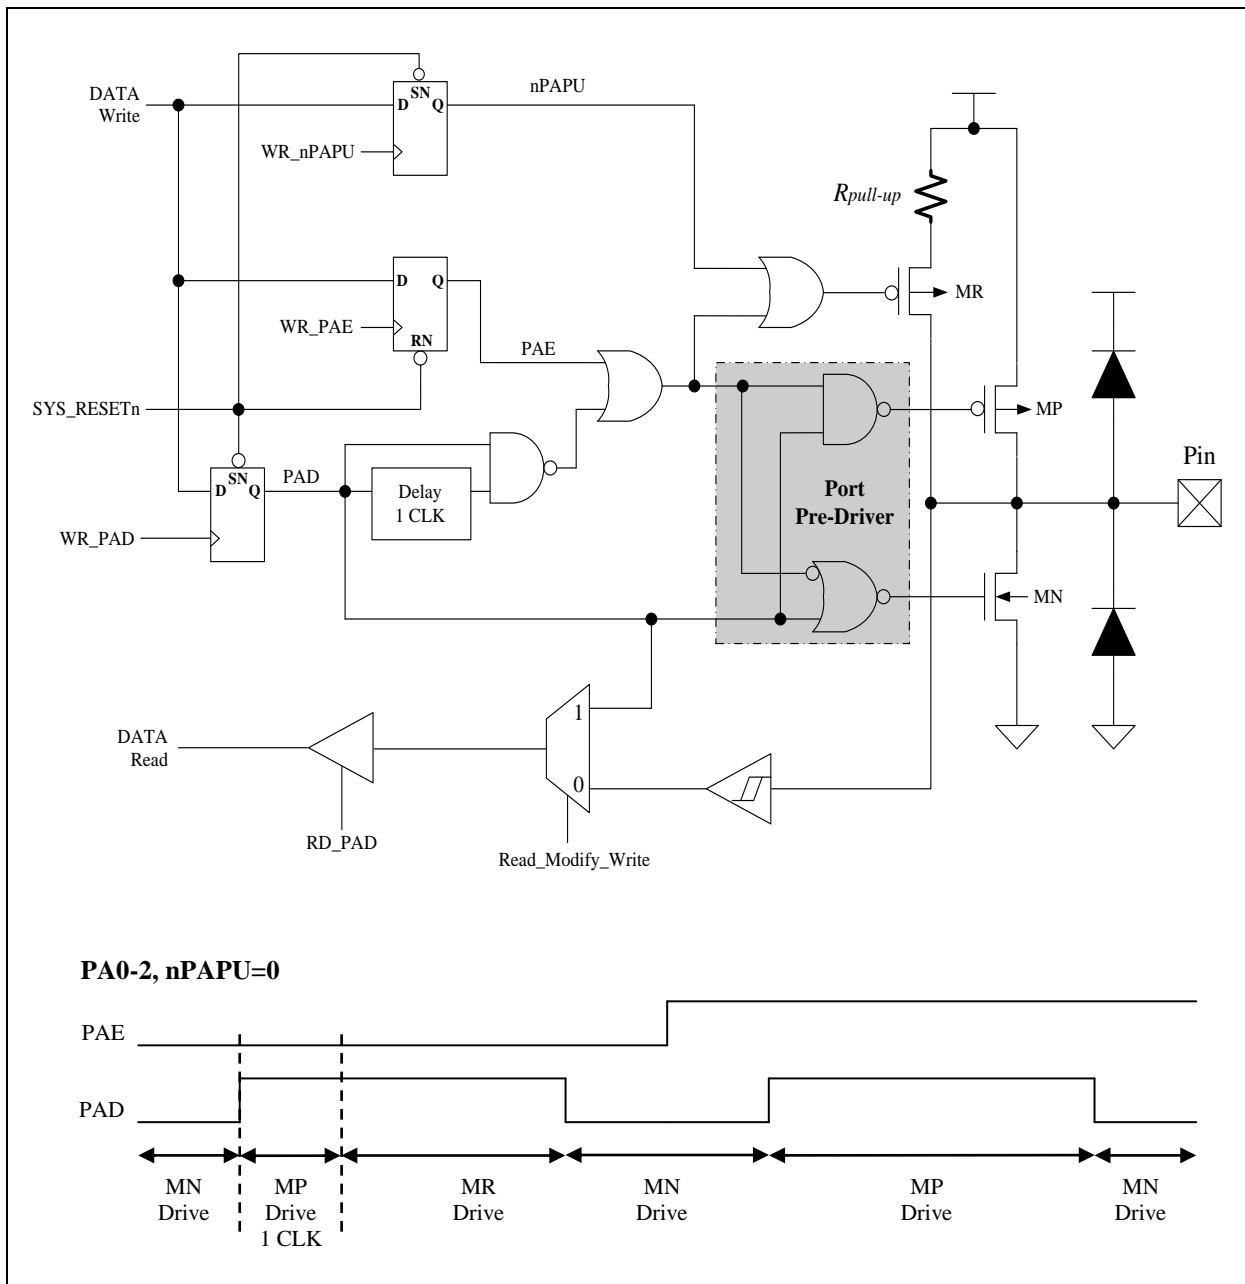 DATA
Write
nPAPU
SN
D Q
WR_nPAPU
Rpull-up
MR
D Q
WR_PAE
RN
PAE
SYS_RESETn
MP
SN
D Q
PAD
Delay
1 CLK
WR_PAD
Port
Pre-Driver
Pin
MN
1
0
DATA
Read
RD_PAD
Read_Modify_Write
PA0-2, nPAPU=0
PAE
PAD
MN
Drive
MP
Drive
1 CLK
MR
Drive
MN
Drive
MP
Drive
MN
Drive